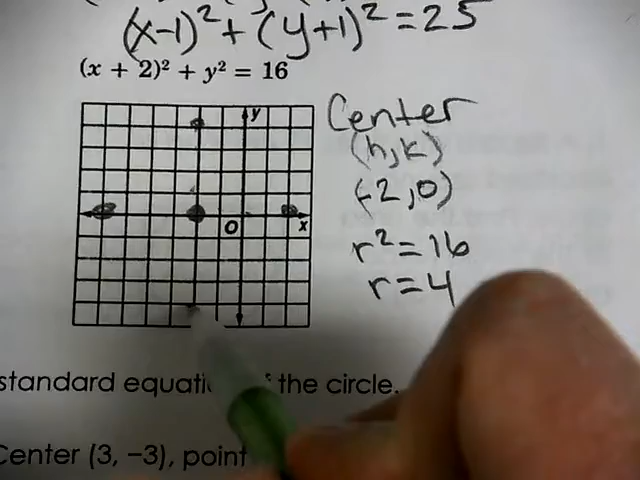 (x-1)² + (y+1)² = 25
(x + 2)² + y² = 16
y
O
x
Center
(h,k)
(-2,0)
r² = 16
r = 4
standard equati f the circle.
Center (3, −3), point